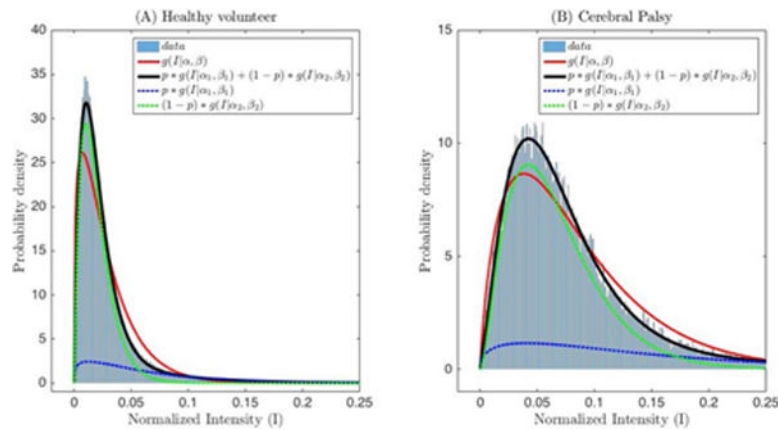 (A) Healthy volunteer
40
35
30
25
20
15
10
5
0
Probability density
data
g(I|α, β)
p * g(I|α₁, β₁) + (1 − p) * g(I|α₂, β₂)
p * g(I|α₁, β₁)
(1 − p) * g(I|α₂, β₂)
0 0.05 0.1 0.15 0.2 0.25
Normalized Intensity (I)
(B) Cerebral Palsy
15
10
5
0
Probability density
data
g(I|α, β)
p * g(I|α₁, β₁) + (1 − p) * g(I|α₂, β₂)
p * g(I|α₁, β₁)
(1 − p) * g(I|α₂, β₂)
0 0.05 0.1 0.15 0.2 0.25
Normalized Intensity (I)